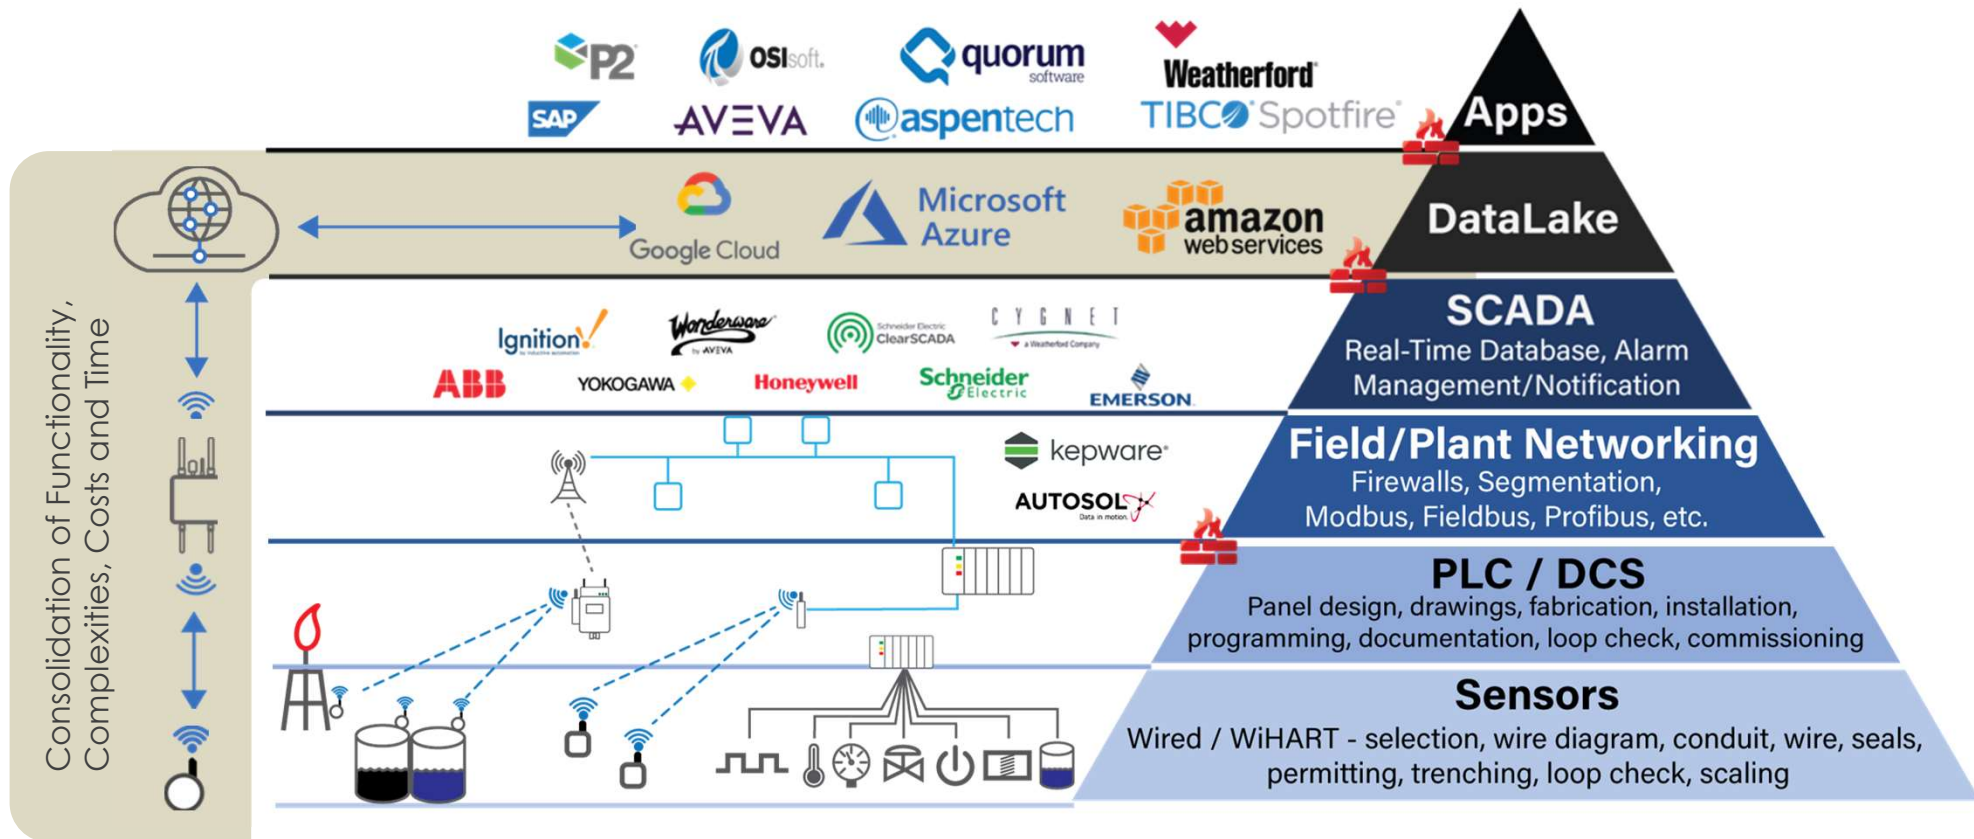 P2
OSIsoft.
quorum
software
Weatherford
SAP
AVEVA
aspentech
TIBCO Spotfire
Apps
Google Cloud
Microsoft
Azure
amazon
web services
DataLake
Consolidation of Functionality,
Complexities, Costs and Time
Ignition!
by inductive automation
Wonderware
by AVEVA
Schneider Electric
ClearSCADA
CYGNET
a Weatherford Company
ABB
YOKOGAWA
Honeywell
Schneider
Electric
EMERSON
SCADA
Real-Time Database, Alarm
Management/Notification
kepware
AUTOSOL
Data in motion.
Field/Plant Networking
Firewalls, Segmentation,
Modbus, Fieldbus, Profibus, etc.
PLC / DCS
Panel design, drawings, fabrication, installation,
programming, documentation, loop check, commissioning
Sensors
Wired / WiHART - selection, wire diagram, conduit, wire, seals,
permitting, trenching, loop check, scaling